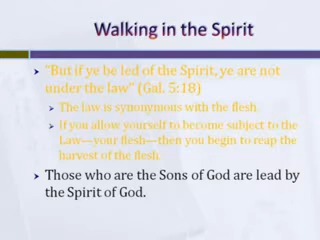 Walking in the Spirit
"But if ye be led of the Spirit, ye are not
under the law" (Gal. 5:18)
The law is synonymous with the flesh.
If you allow yourself to become subject to the
Law—your flesh—then you begin to reap the
harvest of the flesh.
Those who are the Sons of God are lead by
the Spirit of God.